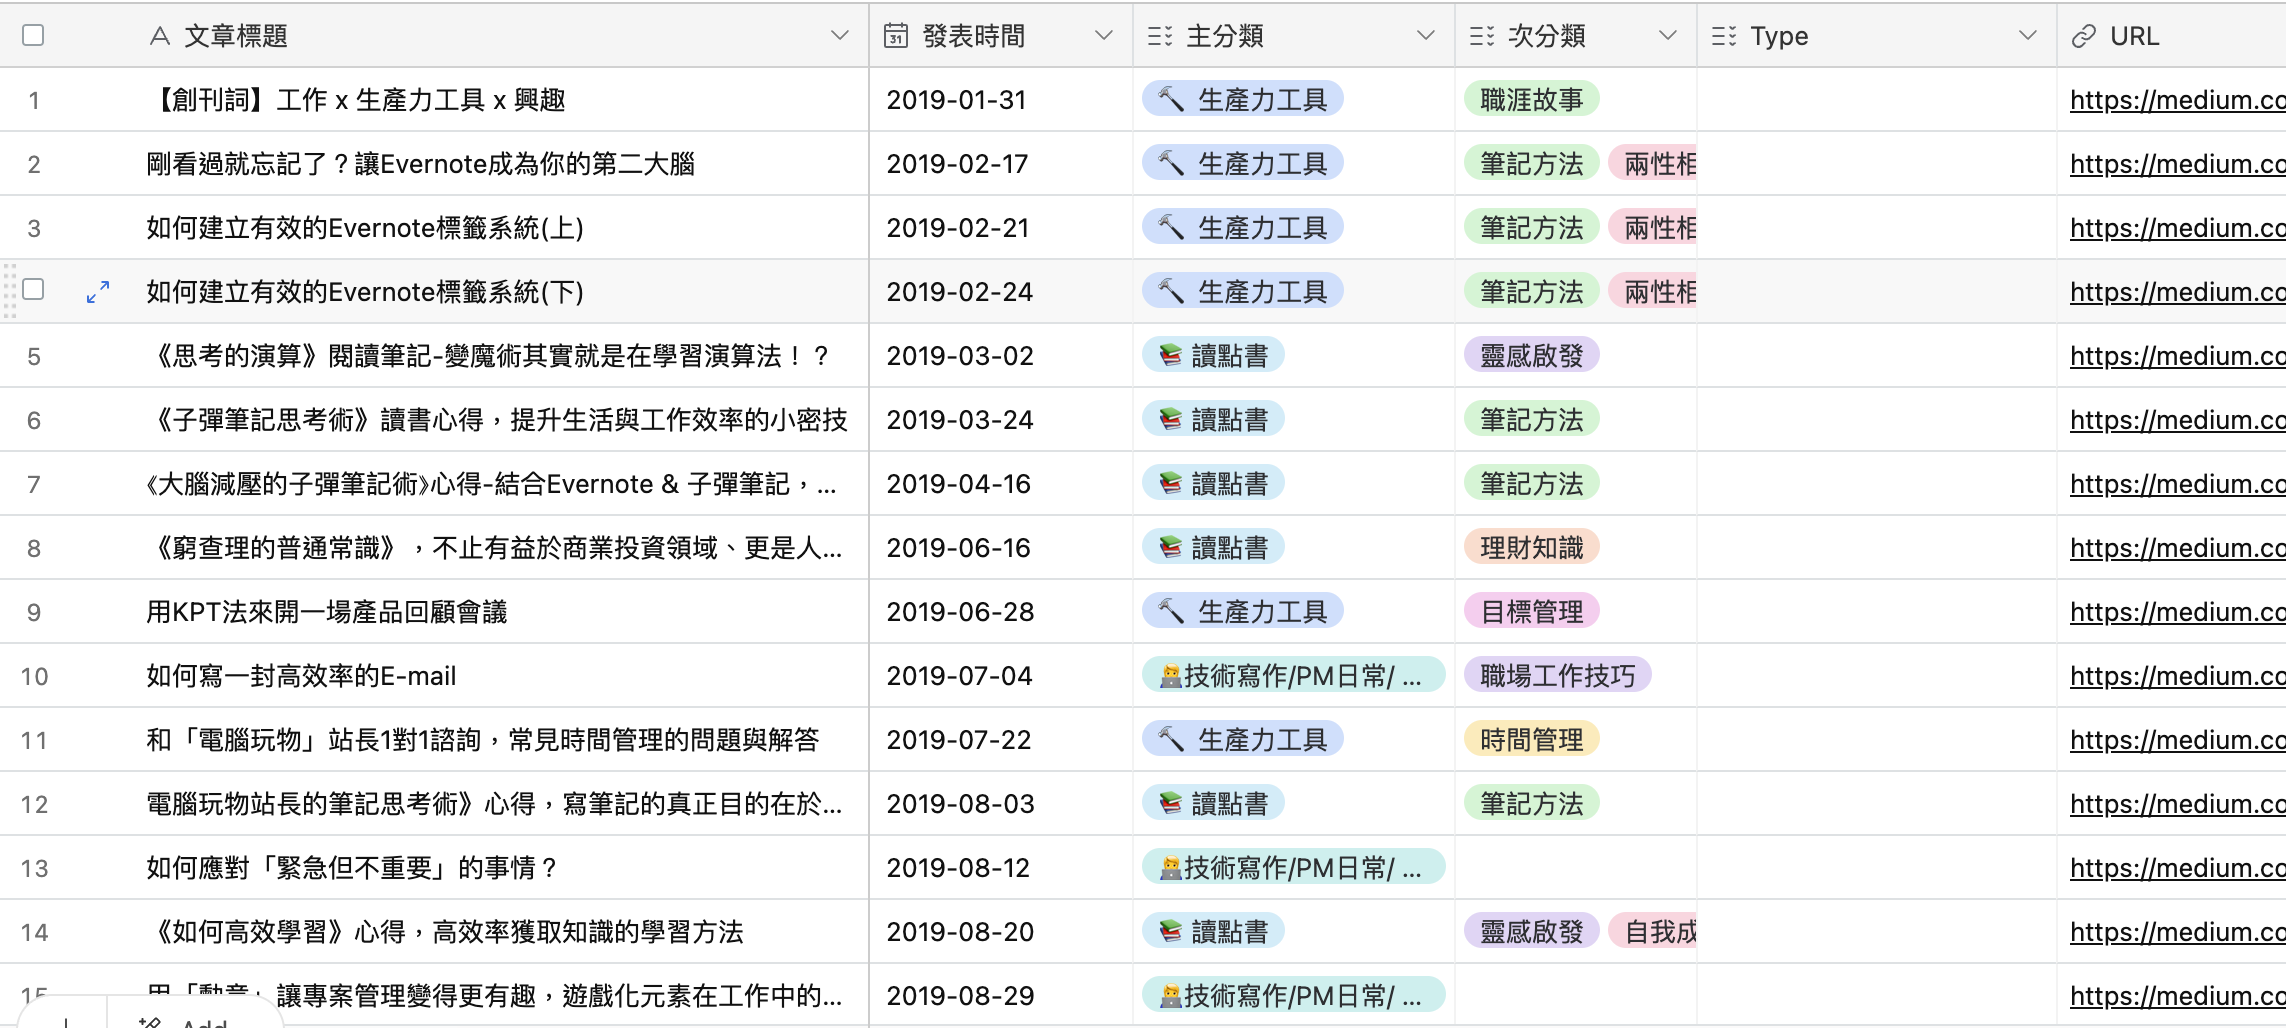 文章標題 發表時間 主分類 次分類 Type URL
1 【創刊詞】工作 x 生產力工具 x 興趣 2019-01-31 生產力工具 職涯故事 https://medium.co
2 剛看過就忘記了？讓Evernote成為你的第二大腦 2019-02-17 生產力工具 筆記方法 兩性相 https://medium.co
3 如何建立有效的Evernote標籤系統(上) 2019-02-21 生產力工具 筆記方法 兩性相 https://medium.co
如何建立有效的Evernote標籤系統(下) 2019-02-24 生產力工具 筆記方法 兩性相 https://medium.co
5 《思考的演算》閱讀筆記-變魔術其實就是在學習演算法！？ 2019-03-02 讀點書 靈感啟發 https://medium.co
6 《子彈筆記思考術》讀書心得，提升生活與工作效率的小密技 2019-03-24 讀點書 筆記方法 https://medium.co
7 《大腦減壓的子彈筆記術》心得-結合Evernote & 子彈筆記，... 2019-04-16 讀點書 筆記方法 https://medium.co
8 《窮查理的普通常識》，不止有益於商業投資領域、更是人... 2019-06-16 讀點書 理財知識 https://medium.co
9 用KPT法來開一場產品回顧會議 2019-06-28 生產力工具 目標管理 https://medium.co
10 如何寫一封高效率的E-mail 2019-07-04 技術寫作/PM日常/ ... 職場工作技巧 https://medium.co
11 和「電腦玩物」站長1對1諮詢，常見時間管理的問題與解答 2019-07-22 生產力工具 時間管理 https://medium.co
12 電腦玩物站長的筆記思考術》心得，寫筆記的真正目的在於... 2019-08-03 讀點書 筆記方法 https://medium.co
13 如何應對「緊急但不重要」的事情？ 2019-08-12 技術寫作/PM日常/ ... https://medium.co
14 《如何高效學習》心得，高效率獲取知識的學習方法 2019-08-20 讀點書 靈感啟發 自我成 https://medium.co
15 用「勳章」讓專案管理變得更有趣，遊戲化元素在工作中的... 2019-08-29 技術寫作/PM日常/ ... https://medium.co
Add